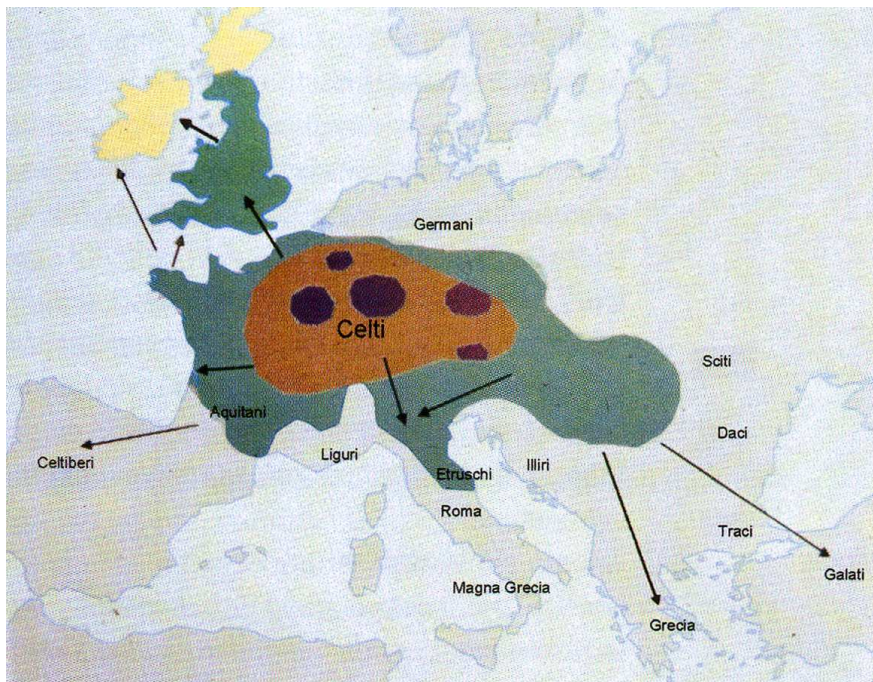 Germani
Celti
Sciti
Aquitani
Daci
Liguri
Celtiberi
Illiri
Etruschi
Roma
Traci
Galati
Magna Grecia
Grecia